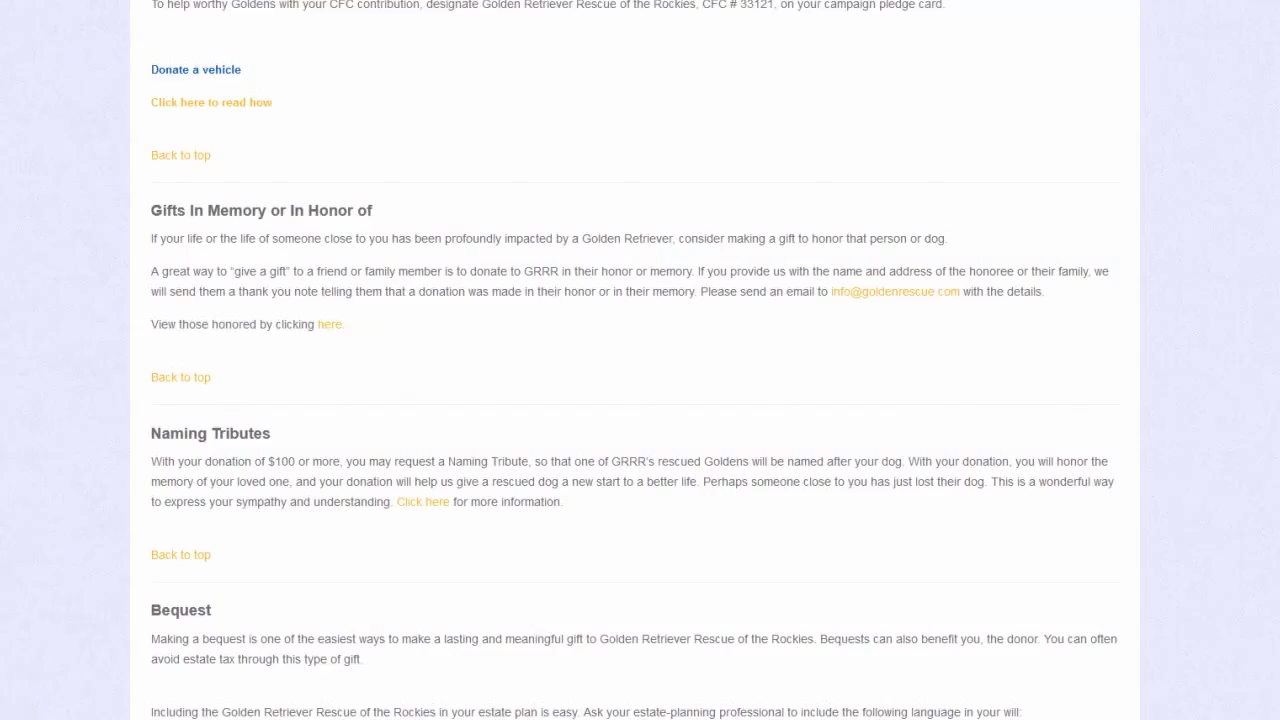 To help worthy Goldens with your CFC contribution, designate Golden Retriever Rescue of the Rockies, CFC # 33121, on your campaign pledge card.
Donate a vehicle
Click here to read how
Back to top
Gifts In Memory or In Honor of
If your life or the life of someone close to you has been profoundly impacted by a Golden Retriever, consider making a gift to honor that person or dog.
A great way to “give a gift” to a friend or family member is to donate to GRRR in their honor or memory. If you provide us with the name and address of the honoree or their family, we
will send them a thank you note telling them that a donation was made in their honor or in their memory. Please send an email to info@goldenrescue.com with the details.
View those honored by clicking here.
Back to top
Naming Tributes
With your donation of $100 or more, you may request a Naming Tribute, so that one of GRRR’s rescued Goldens will be named after your dog. With your donation, you will honor the
memory of your loved one, and your donation will help us give a rescued dog a new start to a better life. Perhaps someone close to you has just lost their dog. This is a wonderful way
to express your sympathy and understanding. Click here for more information.
Back to top
Bequest
Making a bequest is one of the easiest ways to make a lasting and meaningful gift to Golden Retriever Rescue of the Rockies. Bequests can also benefit you, the donor. You can often
avoid estate tax through this type of gift.
Including the Golden Retriever Rescue of the Rockies in your estate plan is easy. Ask your estate-planning professional to include the following language in your will: